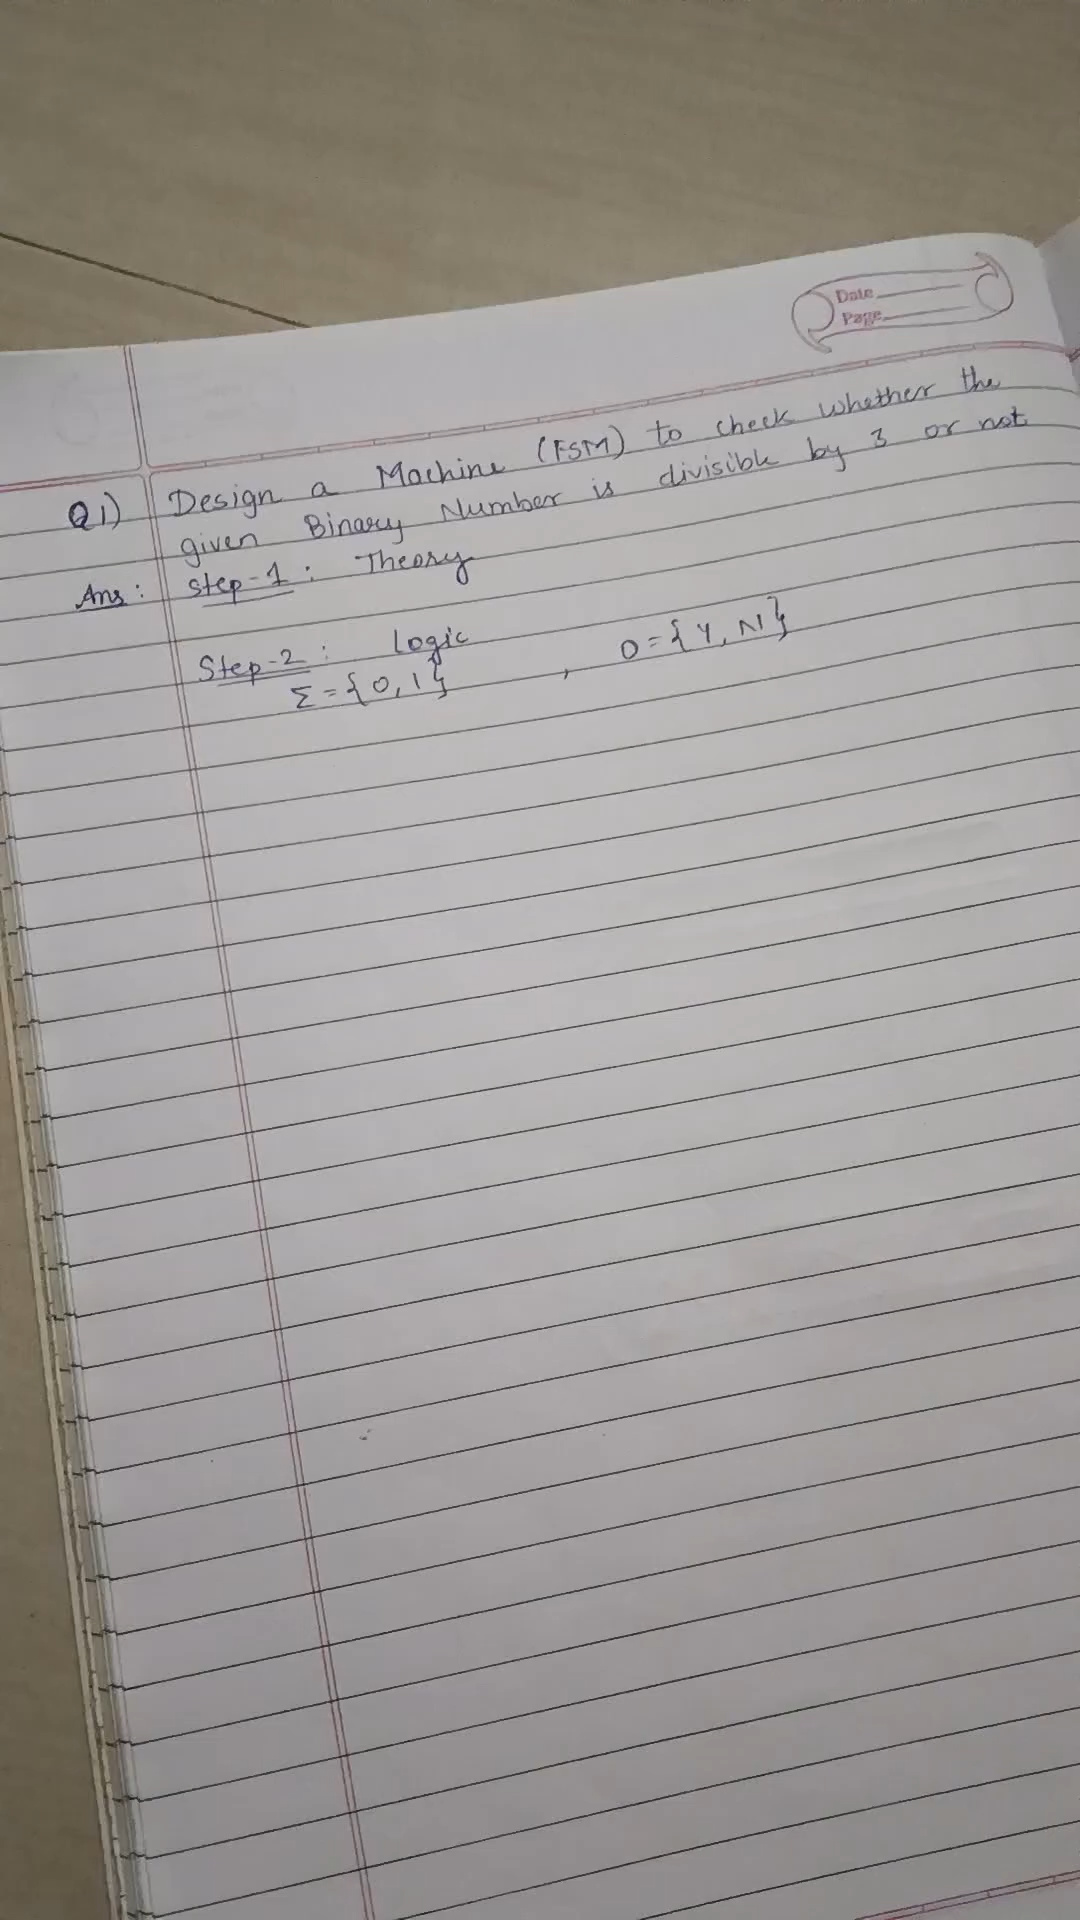 Date
Page
Q1) Design a Machine (FSM) to check whether the
given Binary Number is divisible by 3 or not
Ans: Step-1: Theory
Step-2: Logic
Σ = {0, 1} , O = {Y, N}